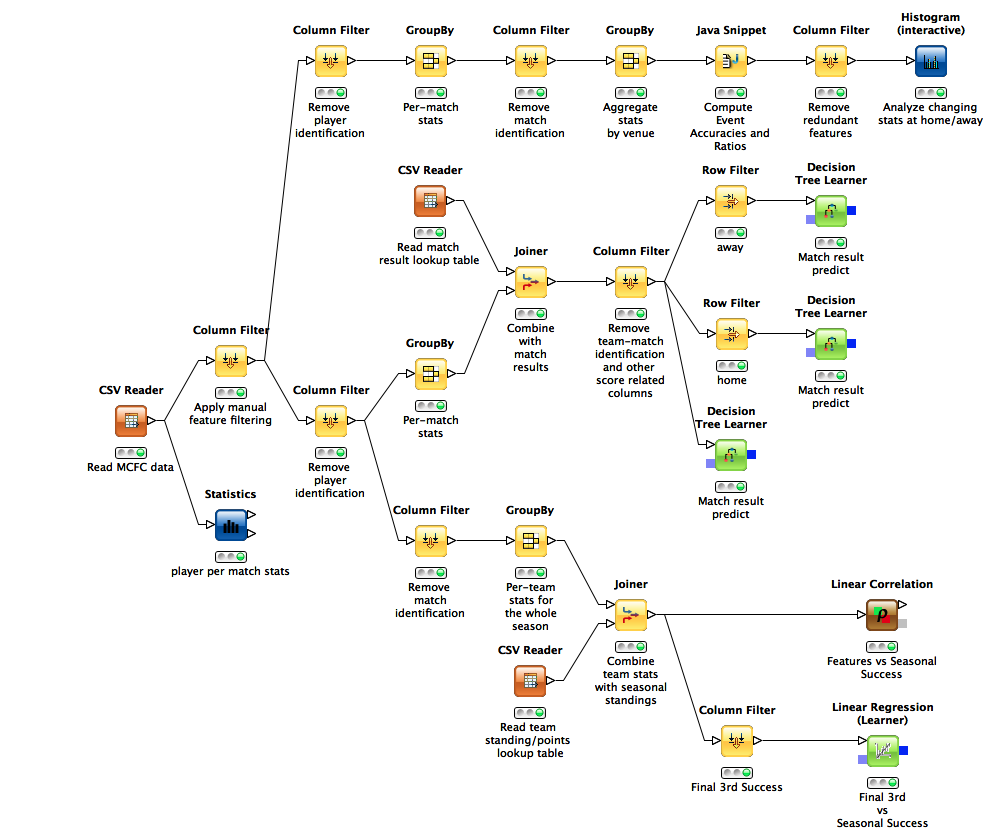 Column Filter
Remove
player
identification
GroupBy
Per-match
stats
Column Filter
Remove
match
identification
GroupBy
Aggregate
stats
by venue
Java Snippet
Compute
Event
Accuracies and
Ratios
Column Filter
Remove
redundant
features
Histogram
(interactive)
Analyze changing
stats at home/away
CSV Reader
Read match
result lookup table
Joiner
Combine
with
match
results
Column Filter
Remove
team-match
identification
and other
score related
columns
Row Filter
away
Decision
Tree Learner
Match result
predict
Row Filter
home
Decision
Tree Learner
Match result
predict
Decision
Tree Learner
Match result
predict
CSV Reader
Read MCFC data
Column Filter
Apply manual
feature filtering
Statistics
player per match stats
Column Filter
Remove
player
identification
GroupBy
Per-match
stats
Column Filter
Remove
match
identification
GroupBy
Per-team
stats for
the whole
season
CSV Reader
Read team
standing/points
lookup table
Joiner
Combine
team stats
with seasonal
standings
Linear Correlation
ρ
Features vs Seasonal
Success
Column Filter
Final 3rd Success
Linear Regression
(Learner)
Final 3rd
vs
Seasonal Success